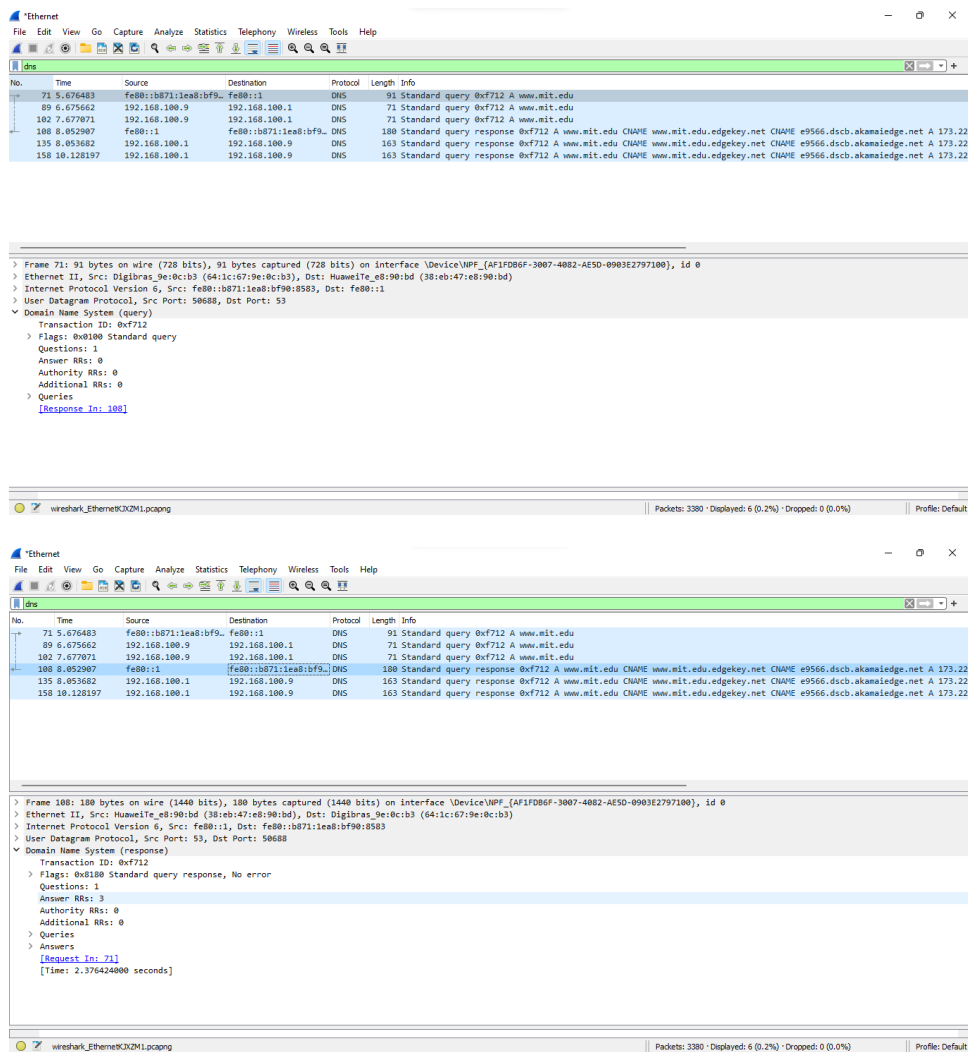 *Ethernet
File Edit View Go Capture Analyze Statistics Telephony Wireless Tools Help
dns
No. Time Source Destination Protocol Length Info
71 5.676483 fe80::b871:1ea8:bf9… fe80::1 DNS 91 Standard query 0xf712 A www.mit.edu
89 6.675662 192.168.100.9 192.168.100.1 DNS 71 Standard query 0xf712 A www.mit.edu
102 7.677071 192.168.100.9 192.168.100.1 DNS 71 Standard query 0xf712 A www.mit.edu
108 8.052907 fe80::1 fe80::b871:1ea8:bf9… DNS 180 Standard query response 0xf712 A www.mit.edu CNAME www.mit.edu.edgekey.net CNAME e9566.dscb.akamaiedge.net A 173.22
135 8.053682 192.168.100.1 192.168.100.9 DNS 163 Standard query response 0xf712 A www.mit.edu CNAME www.mit.edu.edgekey.net CNAME e9566.dscb.akamaiedge.net A 173.22
158 10.128197 192.168.100.1 192.168.100.9 DNS 163 Standard query response 0xf712 A www.mit.edu CNAME www.mit.edu.edgekey.net CNAME e9566.dscb.akamaiedge.net A 173.22
Frame 71: 91 bytes on wire (728 bits), 91 bytes captured (728 bits) on interface \Device\NPF_{AF1FDB6F-3007-4082-AE5D-0903E2797100}, id 0
Ethernet II, Src: Digibras_9e:0c:b3 (64:1c:67:9e:0c:b3), Dst: HuaweiTe_e8:90:bd (38:eb:47:e8:90:bd)
Internet Protocol Version 6, Src: fe80::b871:1ea8:bf90:8583, Dst: fe80::1
User Datagram Protocol, Src Port: 50688, Dst Port: 53
Domain Name System (query)
Transaction ID: 0xf712
Flags: 0x0100 Standard query
Questions: 1
Answer RRs: 0
Authority RRs: 0
Additional RRs: 0
Queries
[Response In: 108]
wireshark_EthernetKJXZM1.pcapng Packets: 3380 · Displayed: 6 (0.2%) · Dropped: 0 (0.0%) Profile: Default
*Ethernet
File Edit View Go Capture Analyze Statistics Telephony Wireless Tools Help
dns
No. Time Source Destination Protocol Length Info
71 5.676483 fe80::b871:1ea8:bf9… fe80::1 DNS 91 Standard query 0xf712 A www.mit.edu
89 6.675662 192.168.100.9 192.168.100.1 DNS 71 Standard query 0xf712 A www.mit.edu
102 7.677071 192.168.100.9 192.168.100.1 DNS 71 Standard query 0xf712 A www.mit.edu
108 8.052907 fe80::1 fe80::b871:1ea8:bf9… DNS 180 Standard query response 0xf712 A www.mit.edu CNAME www.mit.edu.edgekey.net CNAME e9566.dscb.akamaiedge.net A 173.22
135 8.053682 192.168.100.1 192.168.100.9 DNS 163 Standard query response 0xf712 A www.mit.edu CNAME www.mit.edu.edgekey.net CNAME e9566.dscb.akamaiedge.net A 173.22
158 10.128197 192.168.100.1 192.168.100.9 DNS 163 Standard query response 0xf712 A www.mit.edu CNAME www.mit.edu.edgekey.net CNAME e9566.dscb.akamaiedge.net A 173.22
Frame 108: 180 bytes on wire (1440 bits), 180 bytes captured (1440 bits) on interface \Device\NPF_{AF1FDB6F-3007-4082-AE5D-0903E2797100}, id 0
Ethernet II, Src: HuaweiTe_e8:90:bd (38:eb:47:e8:90:bd), Dst: Digibras_9e:0c:b3 (64:1c:67:9e:0c:b3)
Internet Protocol Version 6, Src: fe80::1, Dst: fe80::b871:1ea8:bf90:8583
User Datagram Protocol, Src Port: 53, Dst Port: 50688
Domain Name System (response)
Transaction ID: 0xf712
Flags: 0x8180 Standard query response, No error
Questions: 1
Answer RRs: 3
Authority RRs: 0
Additional RRs: 0
Queries
Answers
[Request In: 71]
[Time: 2.376424000 seconds]
wireshark_EthernetKJXZM1.pcapng Packets: 3380 · Displayed: 6 (0.2%) · Dropped: 0 (0.0%) Profile: Default